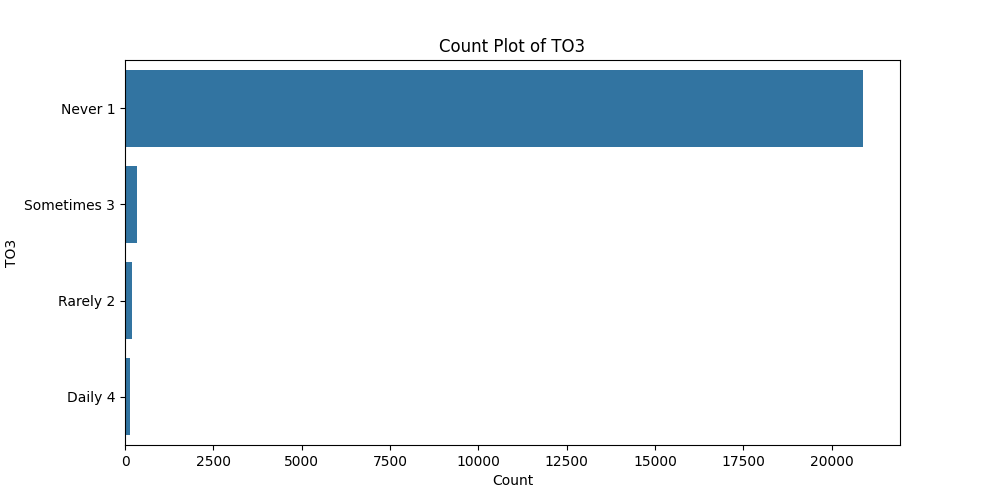 Count Plot of TO3
TO3
Never 1
Sometimes 3
Rarely 2
Daily 4
0 2500 5000 7500 10000 12500 15000 17500 20000
Count